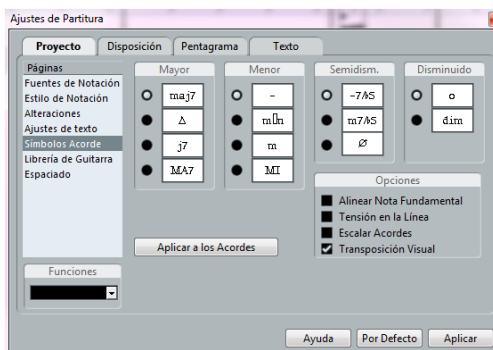 Ajustes de Partitura
Proyecto Disposición Pentagrama Texto
Páginas
Fuentes de Notación
Estilo de Notación
Alteraciones
Ajustes de texto
Símbolos Acorde
Librería de Guitarra
Espaciado
Funciones
Mayor
maj7
Δ
j7
MA7
Menor
-
m
MI
Semidism.
-7/b5
m7/b5
Ø
Disminuido
o
dim
Opciones
Alinear Nota Fundamental
Tensión en la Línea
Escalar Acordes
Transposición Visual
Aplicar a los Acordes
Ayuda Por Defecto Aplicar